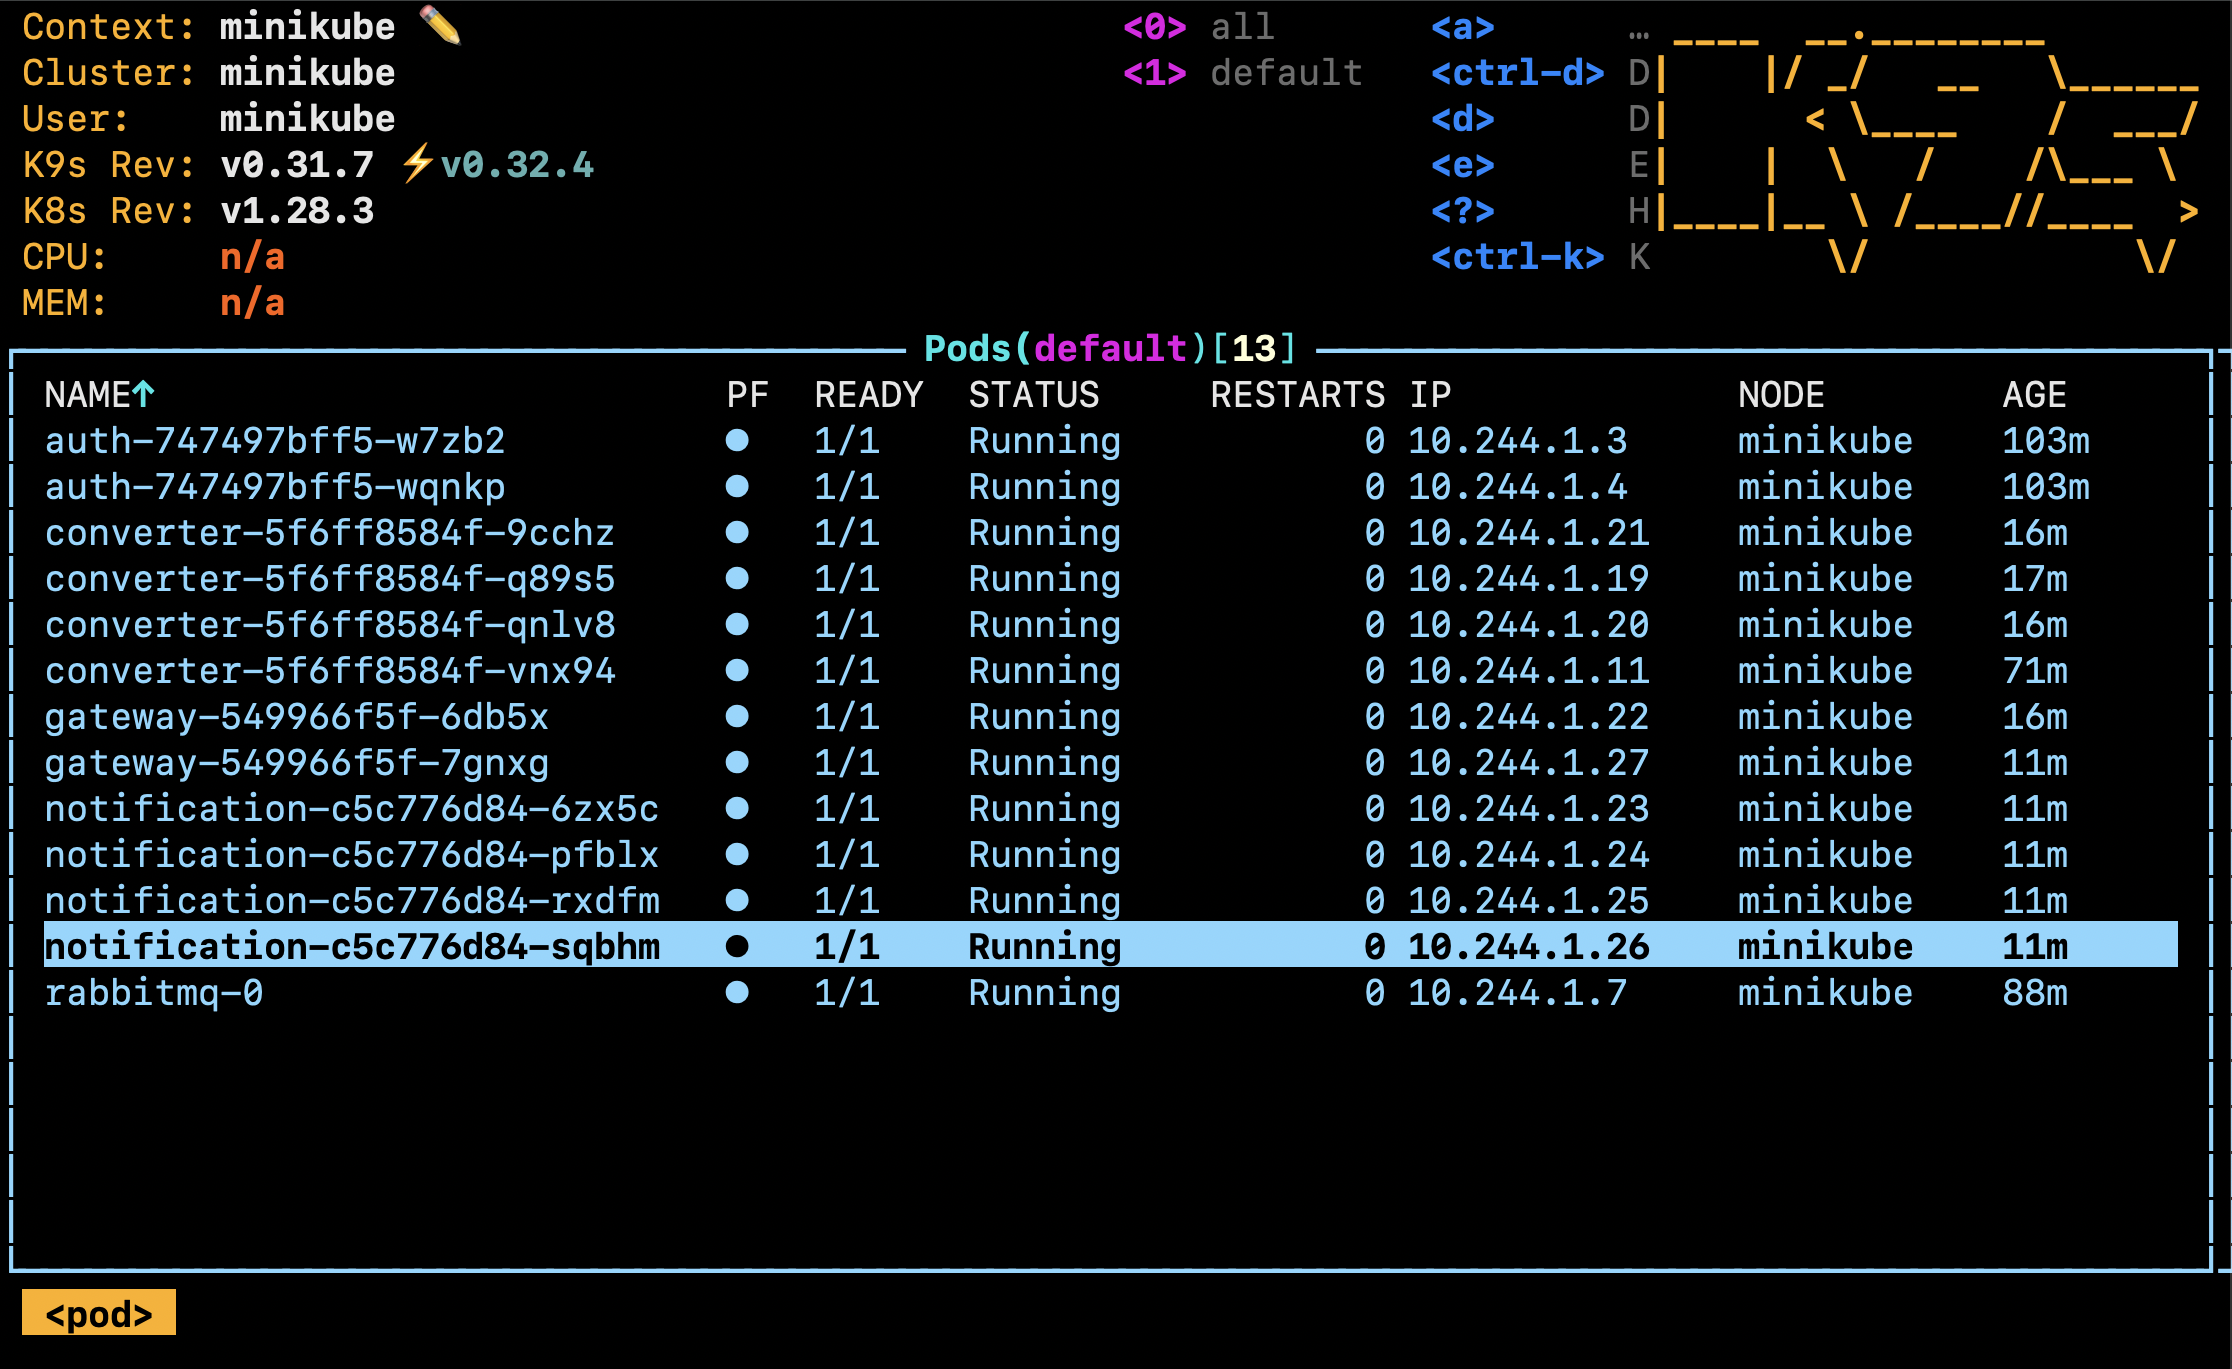 Context: minikube ✏️ <0> all <a> …
Cluster: minikube <1> default <ctrl-d> D
User: minikube <d> D
K9s Rev: v0.31.7 ⚡v0.32.4 <e> E
K8s Rev: v1.28.3 <?> H
CPU: n/a <ctrl-k> K
MEM: n/a
Pods(default)[13]
NAME↑ PF READY STATUS RESTARTS IP NODE AGE
auth-747497bff5-w7zb2 ● 1/1 Running 0 10.244.1.3 minikube 103m
auth-747497bff5-wqnkp ● 1/1 Running 0 10.244.1.4 minikube 103m
converter-5f6ff8584f-9cchz ● 1/1 Running 0 10.244.1.21 minikube 16m
converter-5f6ff8584f-q89s5 ● 1/1 Running 0 10.244.1.19 minikube 17m
converter-5f6ff8584f-qnlv8 ● 1/1 Running 0 10.244.1.20 minikube 16m
converter-5f6ff8584f-vnx94 ● 1/1 Running 0 10.244.1.11 minikube 71m
gateway-549966f5f-6db5x ● 1/1 Running 0 10.244.1.22 minikube 16m
gateway-549966f5f-7gnxg ● 1/1 Running 0 10.244.1.27 minikube 11m
notification-c5c776d84-6zx5c ● 1/1 Running 0 10.244.1.23 minikube 11m
notification-c5c776d84-pfblx ● 1/1 Running 0 10.244.1.24 minikube 11m
notification-c5c776d84-rxdfm ● 1/1 Running 0 10.244.1.25 minikube 11m
notification-c5c776d84-sqbhm ● 1/1 Running 0 10.244.1.26 minikube 11m
rabbitmq-0 ● 1/1 Running 0 10.244.1.7 minikube 88m
<pod>